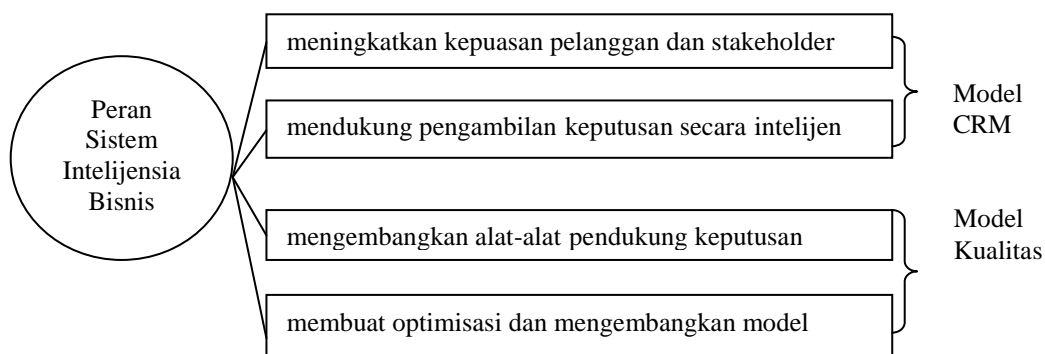 meningkatkan kepuasan pelanggan dan stakeholder
Peran
Sistem
Intelijensia
Bisnis
mendukung pengambilan keputusan secara intelijen
Model
CRM
mengembangkan alat-alat pendukung keputusan
membuat optimisasi dan mengembangkan model
Model
Kualitas